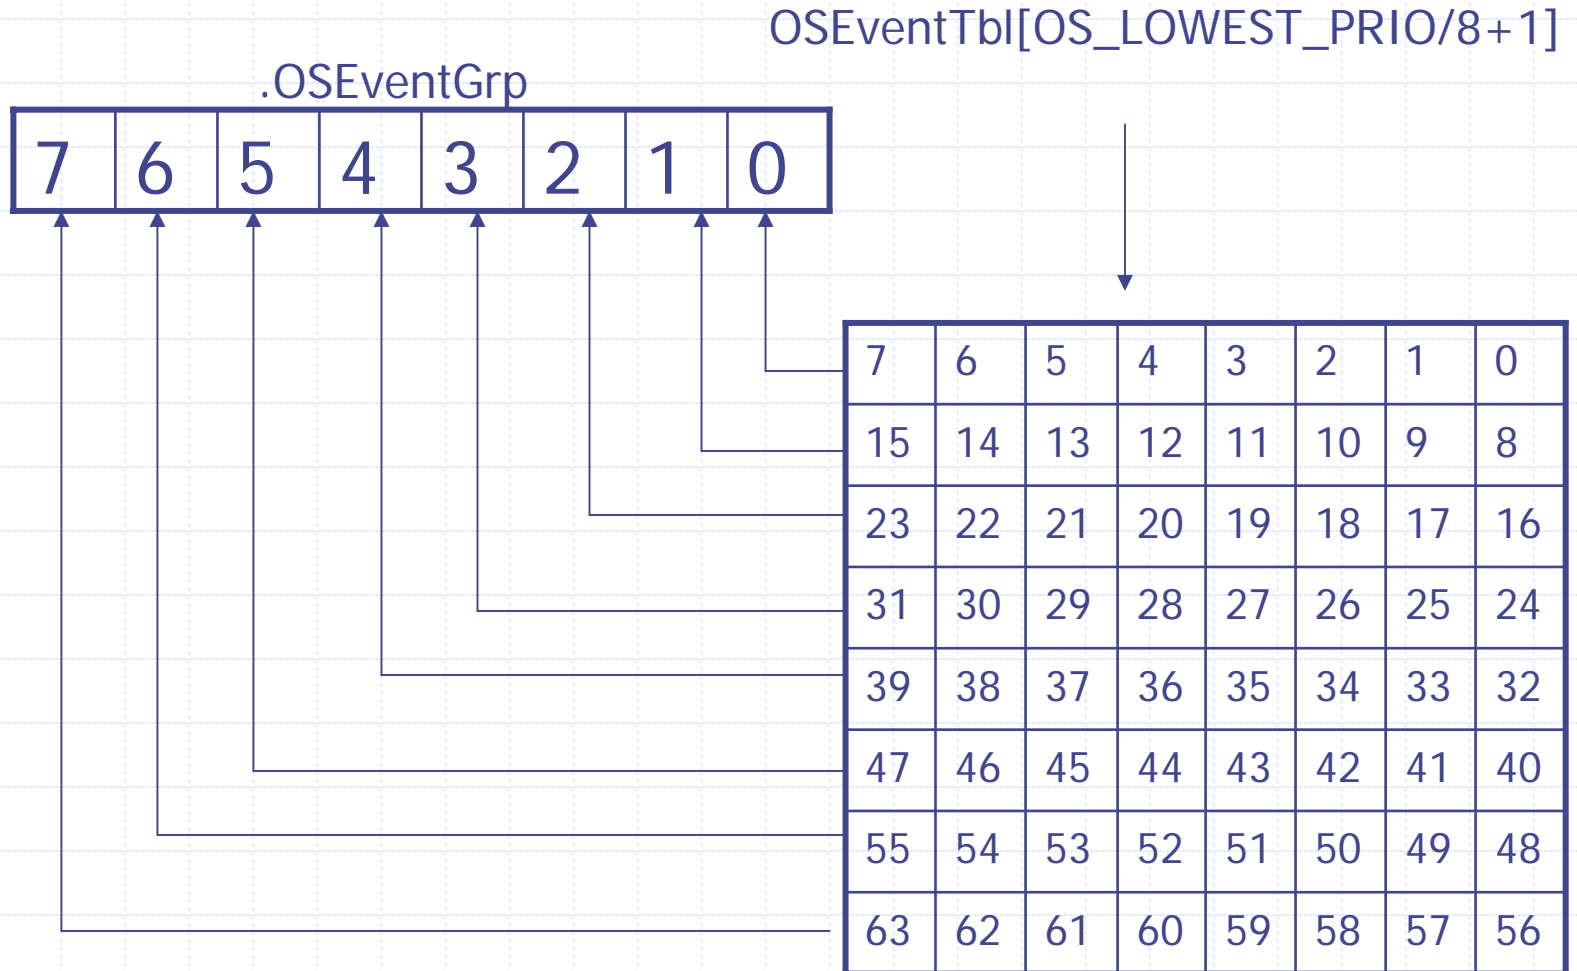 OSEventTbl[OS_LOWEST_PRIO/8+1]
.OSEventGrp
7 6 5 4 3 2 1 0
7 6 5 4 3 2 1 0
15 14 13 12 11 10 9 8
23 22 21 20 19 18 17 16
31 30 29 28 27 26 25 24
39 38 37 36 35 34 33 32
47 46 45 44 43 42 41 40
55 54 53 52 51 50 49 48
63 62 61 60 59 58 57 56